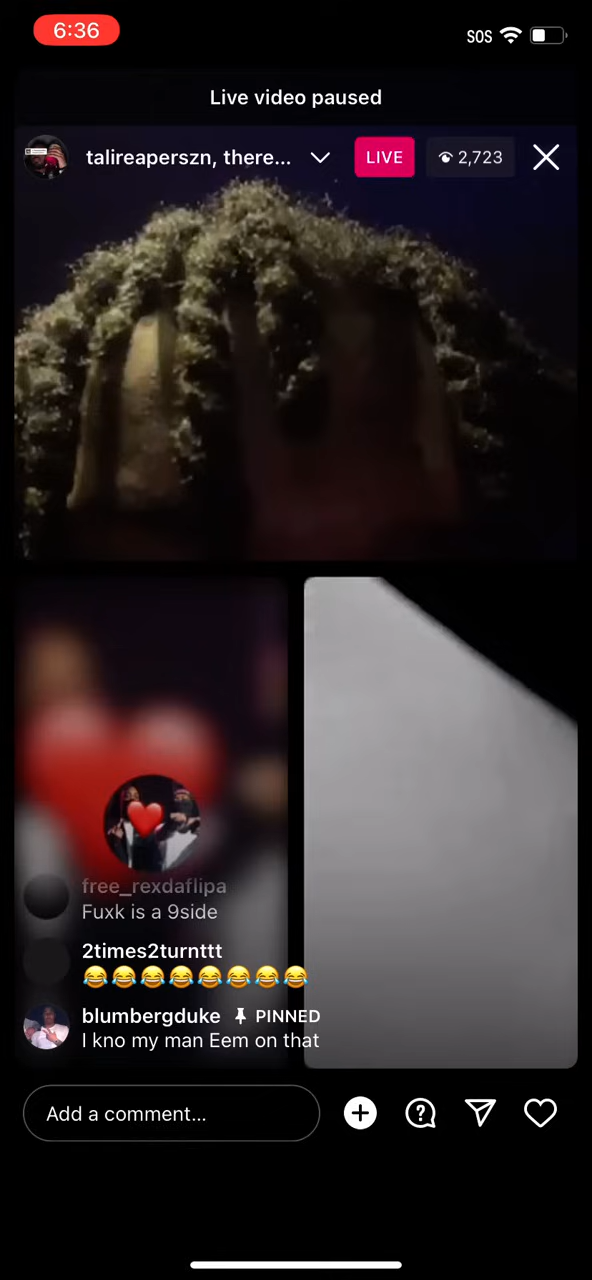 6:36
SOS
Live video paused
talireaperszn, there...
LIVE
2,723
free_rexdaflipa
Fuxk is a 9side
2times2turnttt
😂😂😂😂😂😂😂😂
blumbergduke PINNED
I kno my man Eem on that
Add a comment...